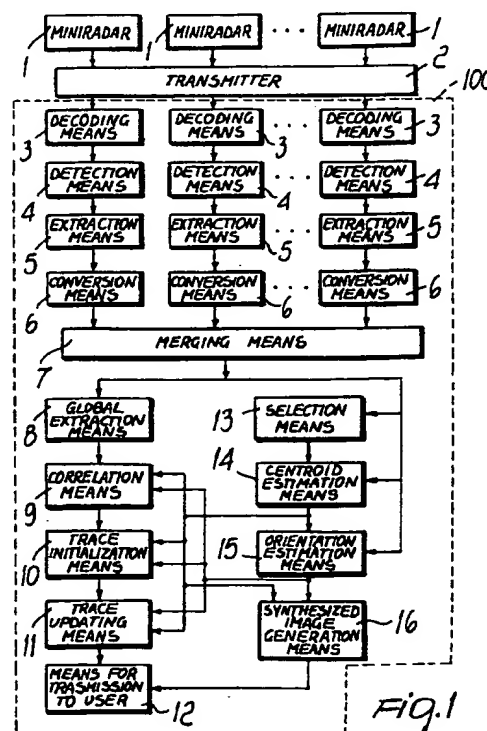 MINIRADAR MINIRADAR . . . MINIRADAR
1 1 1
TRANSMITTER
2
100
DECODING MEANS
DECODING MEANS
. . .
DECODING MEANS
3 3 3
DETECTION MEANS
DETECTION MEANS
. . .
DETECTION MEANS
4 4 4
EXTRACTION MEANS
EXTRACTION MEANS
. . .
EXTRACTION MEANS
5 5 5
CONVERSION MEANS
CONVERSION MEANS
. . .
CONVERSION MEANS
6 6 6
MERGING MEANS
7
GLOBAL
EXTRACTION
MEANS
8
SELECTION
MEANS
13
CORRELATION
MEANS
9
CENTROID
ESTIMATION
MEANS
14
TRACE
INITIALIZATION
MEANS
10
ORIENTATION
ESTIMATION
MEANS
15
TRACE
UPDATING
MEANS
11
SYNTHESIZED
IMAGE
GENERATION
MEANS
16
MEANS FOR
TRASMISSION
TO USER
12
Fig.1